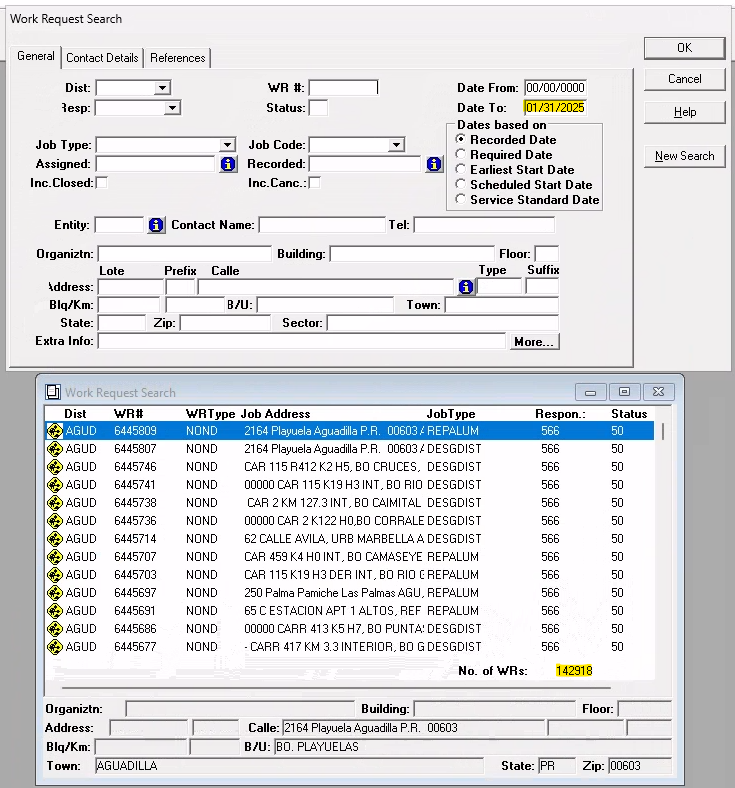 Work Request Search
General Contact Details References
OK
Cancel
Help
New Search
Dist: WR #: Date From: 00/00/0000
Resp: Status: Date To: 01/31/2025
Dates based on
Recorded Date
Required Date
Earliest Start Date
Scheduled Start Date
Service Standard Date
Job Type: Job Code:
Assigned: Recorded:
Inc.Closed: Inc.Canc.:
Entity: Contact Name: Tel:
Organiztn: Building: Floor:
Lote Prefix Calle Type Suffix
Address:
Blq/Km: B/U: Town:
State: Zip: Sector:
Extra Info: More...
Work Request Search
Dist WR# WRType Job Address JobType Respon.: Status
AGUD 6445809 NOND 2164 Playuela Aguadilla P.R. 00603 REPALUM 566 50
AGUD 6445807 NOND 2164 Playuela Aguadilla P.R. 00603 DESGDIST 566 50
AGUD 6445746 NOND CAR 115 R412 K2 H5, BO CRUCES, DESGDIST 566 50
AGUD 6445741 NOND 00000 CAR 115 K19 H3 INT, BO RIO DESGDIST 566 50
AGUD 6445738 NOND CAR 2 KM 127.3 INT, BO CAIMITAL DESGDIST 566 50
AGUD 6445736 NOND 00000 CAR 2 K122 H0,BO CORRALE DESGDIST 566 50
AGUD 6445714 NOND 62 CALLE AVILA, URB MARBELLA DESGDIST 566 50
AGUD 6445707 NOND CAR 459 K4 H0 INT, BO CAMASEYE REPALUM 566 50
AGUD 6445703 NOND CAR 115 K19 H3 DER INT, BO RIO DESGDIST 566 50
AGUD 6445697 NOND 250 Palma Pamiche Las Palmas AGU, REPALUM 566 50
AGUD 6445691 NOND 65 C ESTACION APT 1 ALTOS, REF REPALUM 566 50
AGUD 6445686 NOND 00000 CARR 413 K5 H7, BO PUNTA DESGDIST 566 50
AGUD 6445677 NOND - CARR 417 KM 3.3 INTERIOR, BO G DESGDIST 566 50
No. of WRs: 142918
Organiztn: Building: Floor:
Address: Calle: 2164 Playuela Aguadilla P.R. 00603
Blq/Km: B/U: BO. PLAYUELAS
Town: AGUADILLA State: PR Zip: 00603